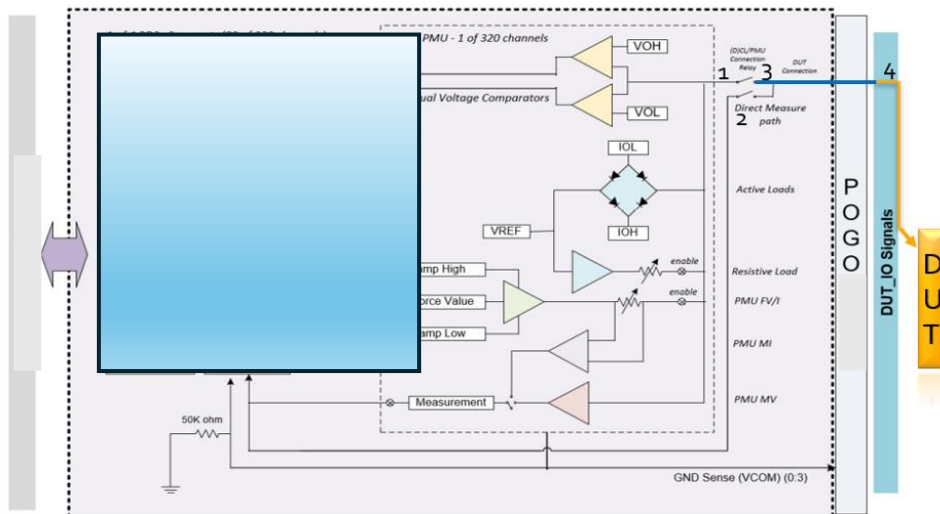 PMU - 1 of 320 channels
VOH
ual Voltage Comparators
VOL
(D)CL/PMU
Connection
Relay
DUT
Connection
1
3
4
Direct Measure
path
2
IOL
Active Loads
IOH
VREF
enable
Resistive Load
amp High
orce Value
amp Low
enable
PMU FV/I
PMU MI
Measurement
PMU MV
50K ohm
GND Sense (VCOM) (0:3)
P
O
G
O
DUT_IO Signals
D
U
T